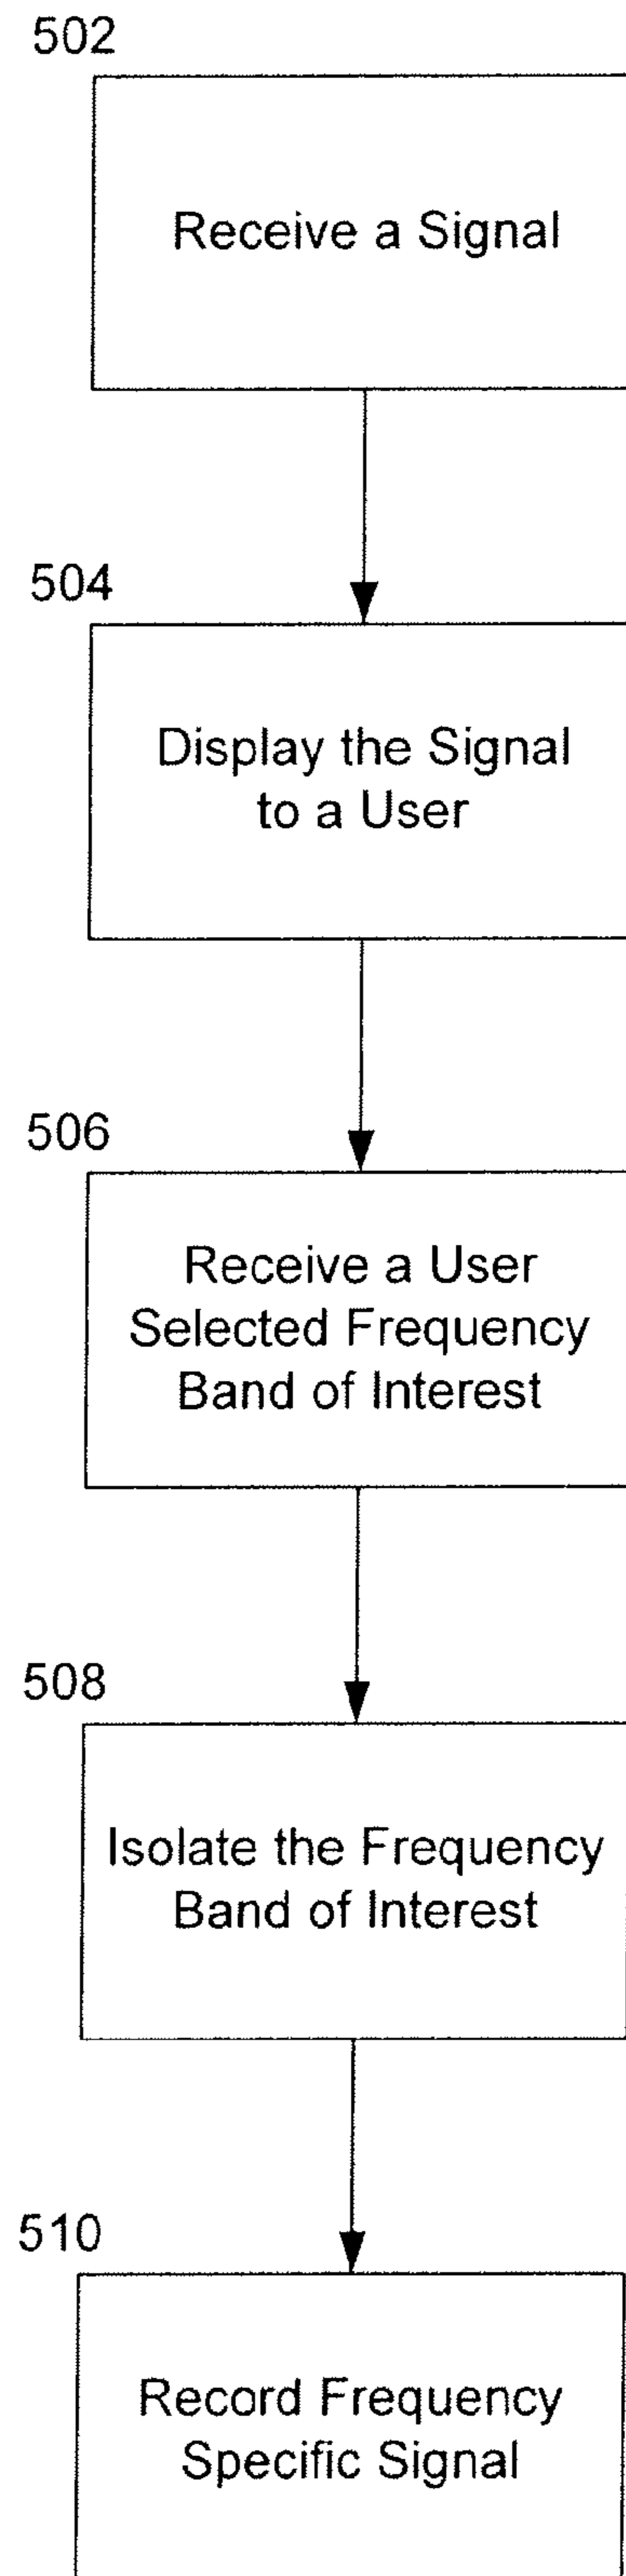 502
Receive a Signal
504
Display the Signal
to a User
506
Receive a User
Selected Frequency
Band of Interest
508
Isolate the Frequency
Band of Interest
510
Record Frequency
Specific Signal